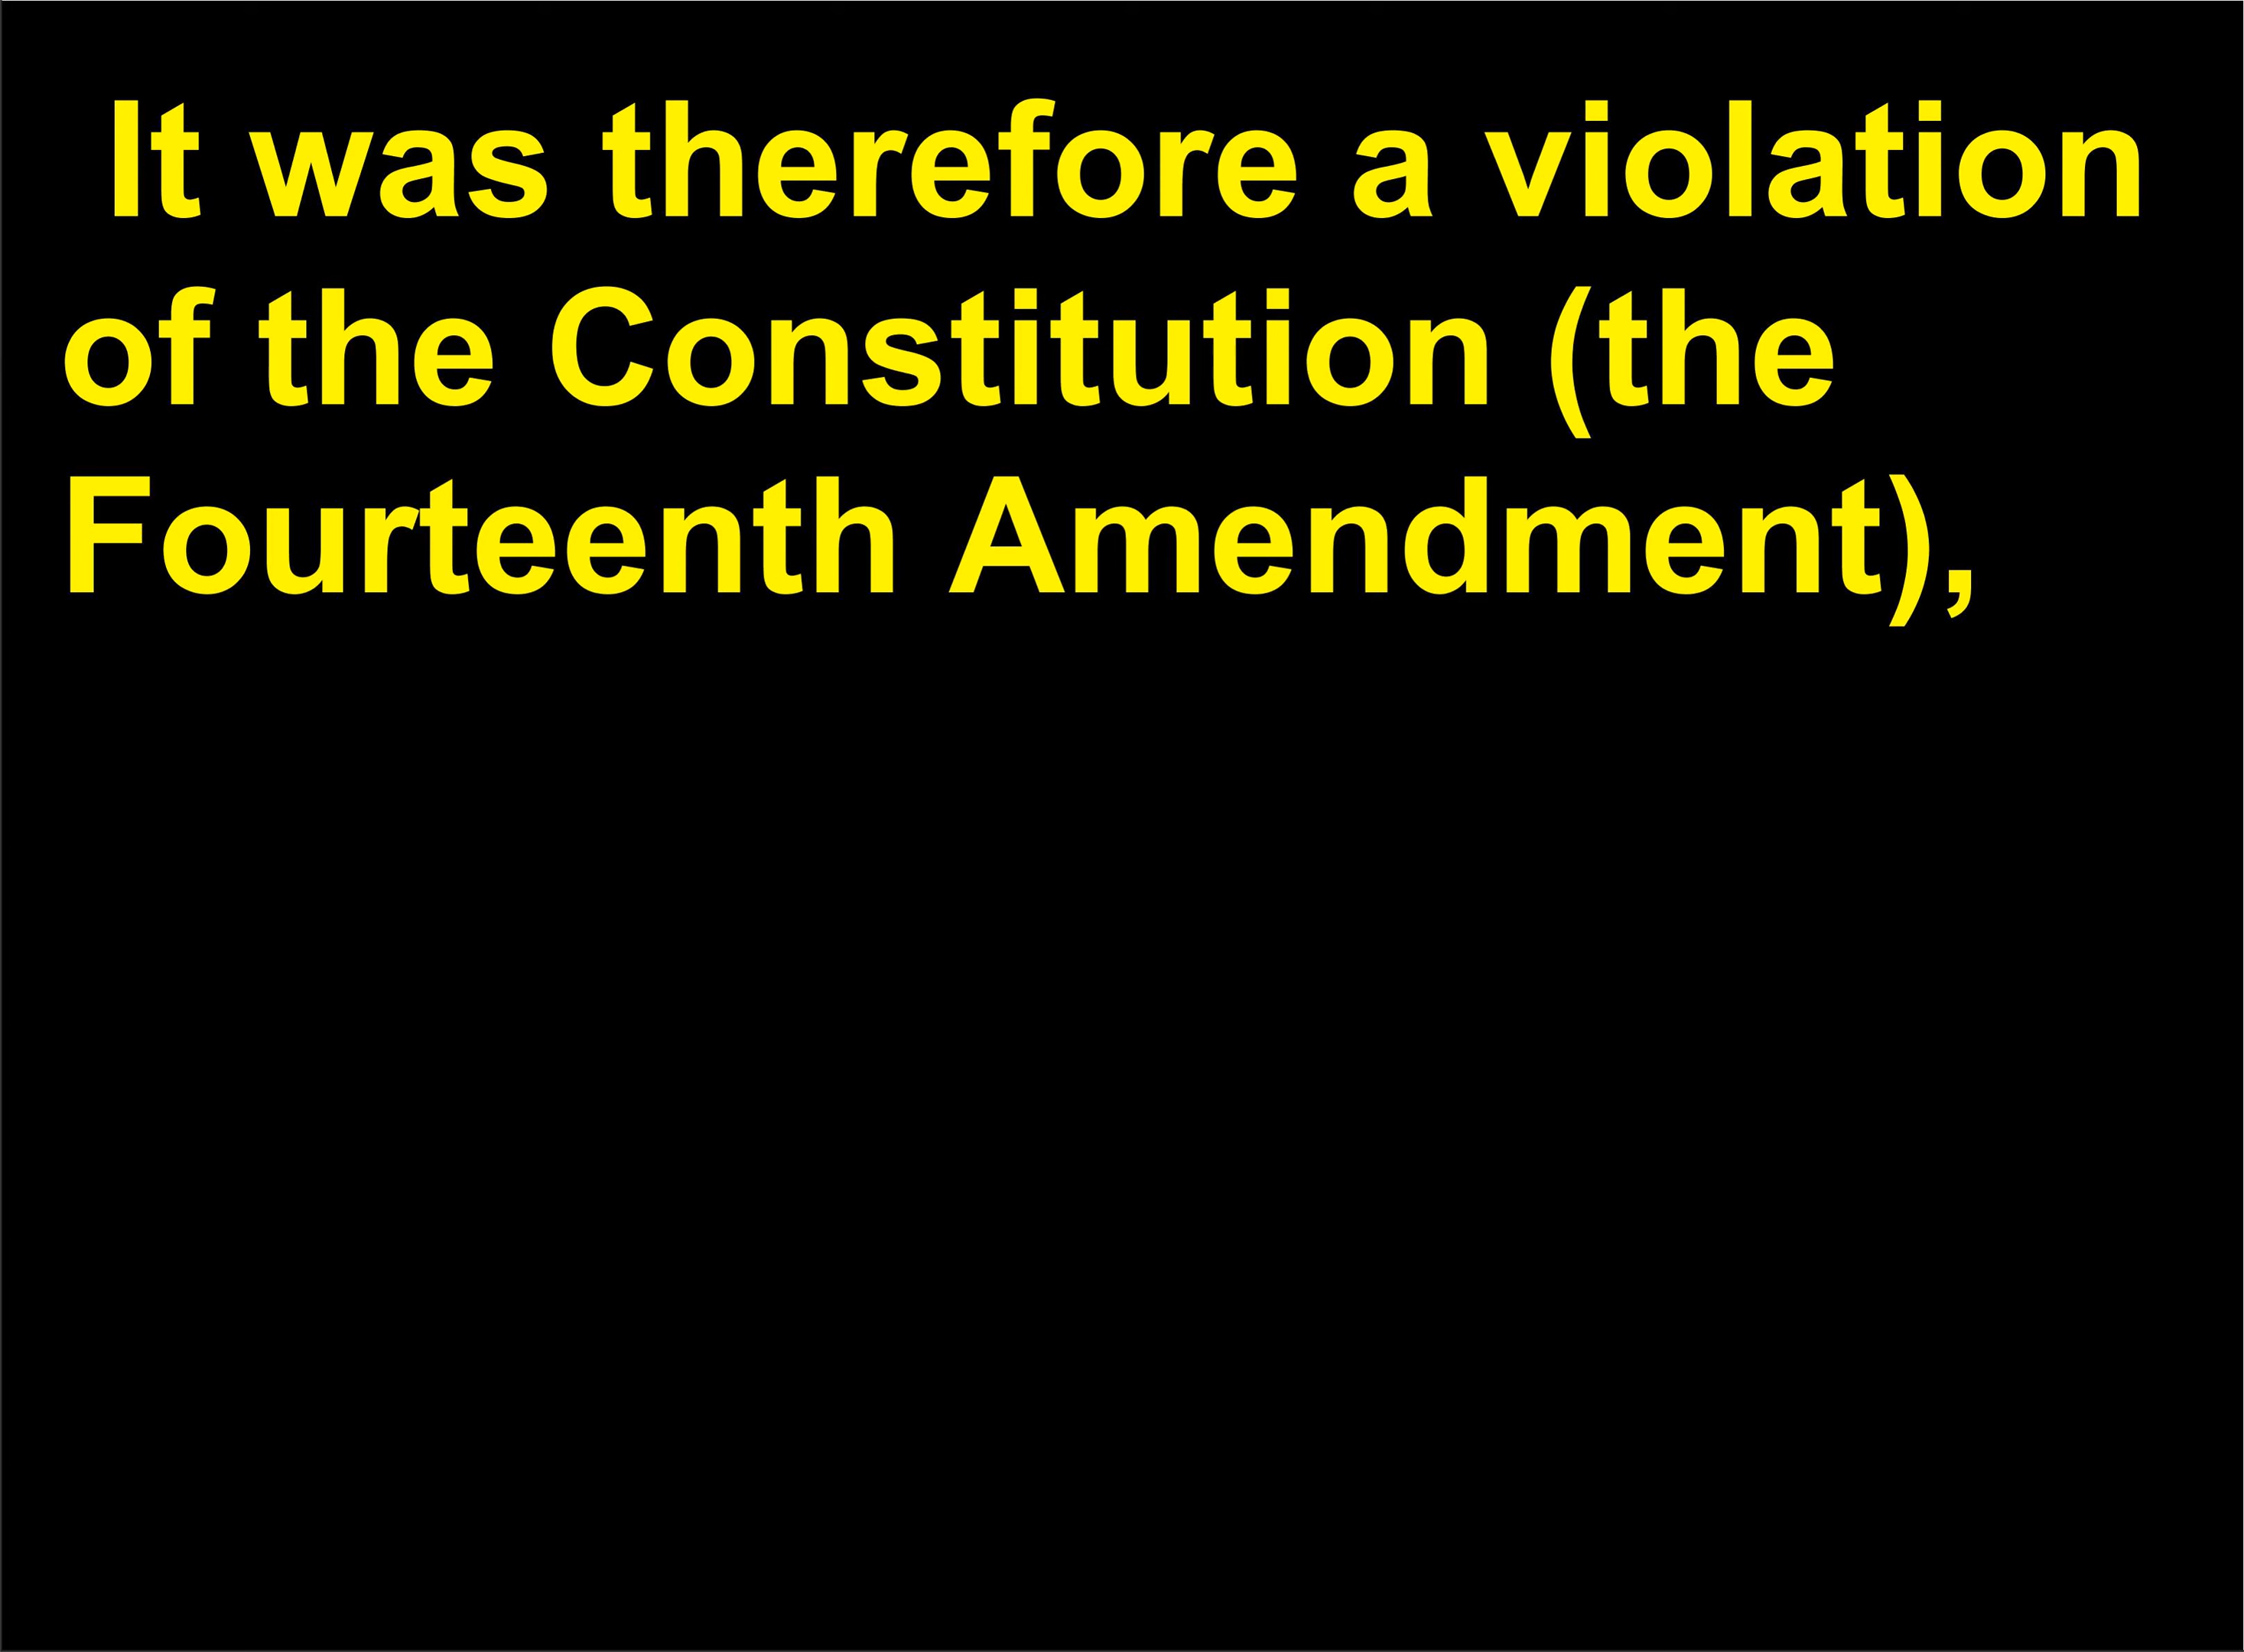 It was therefore a violation
of the Constitution (the
Fourteenth Amendment),